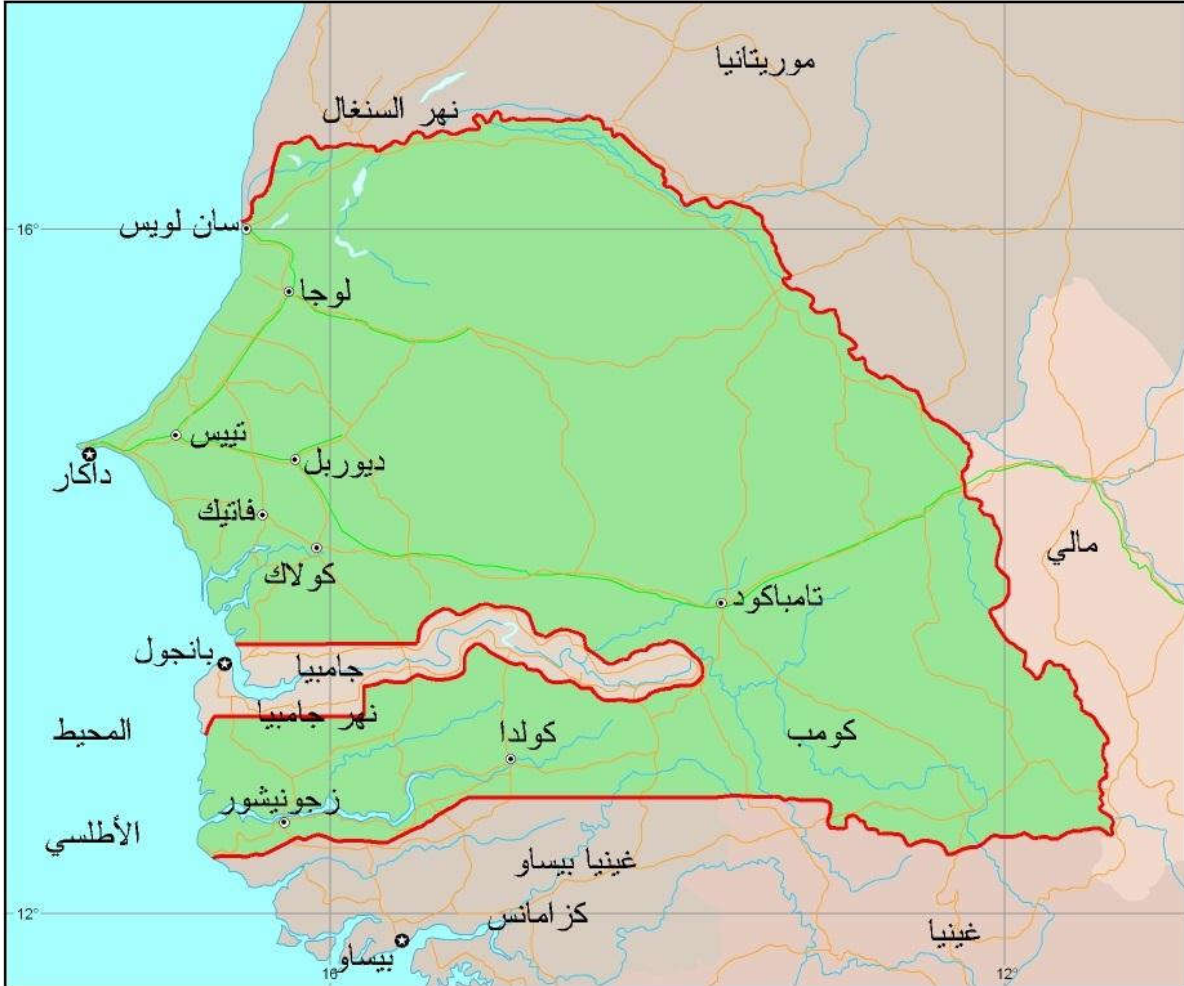 موريتانيا
نهر السنغال
16°
سان لويس
لوجا
تييس
ديوربل
داكار
فاتيك
كولاك
مالي
تامباكود
بانجول
جامبيا
نهر جامبيا
المحيط
كولدا
كومب
زجونيشور
الأطلسي
غينيا بيساو
12°
كزامانس
غينيا
بيساو
16
12°